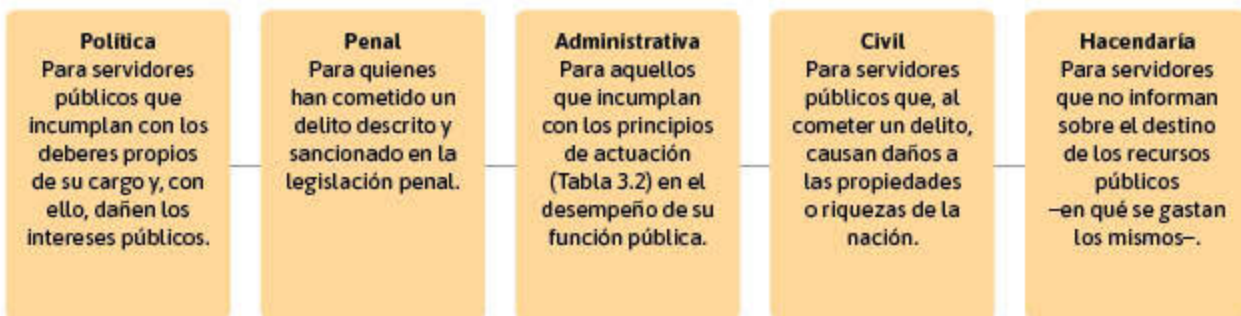 Política
Para servidores
públicos que
incumplan con los
deberes propios
de su cargo y, con
ello, dañen los
intereses públicos.
Penal
Para quienes
han cometido un
delito descrito y
sancionado en la
legislación penal.
Administrativa
Para aquellos
que incumplan
con los principios
de actuación
(Tabla 3.2) en el
desempeño de su
función pública.
Civil
Para servidores
públicos que, al
cometer un delito,
causan daños a
las propiedades
o riquezas de la
nación.
Hacendaría
Para servidores
que no informan
sobre el destino
de los recursos
públicos
–en qué se gastan
los mismos–.